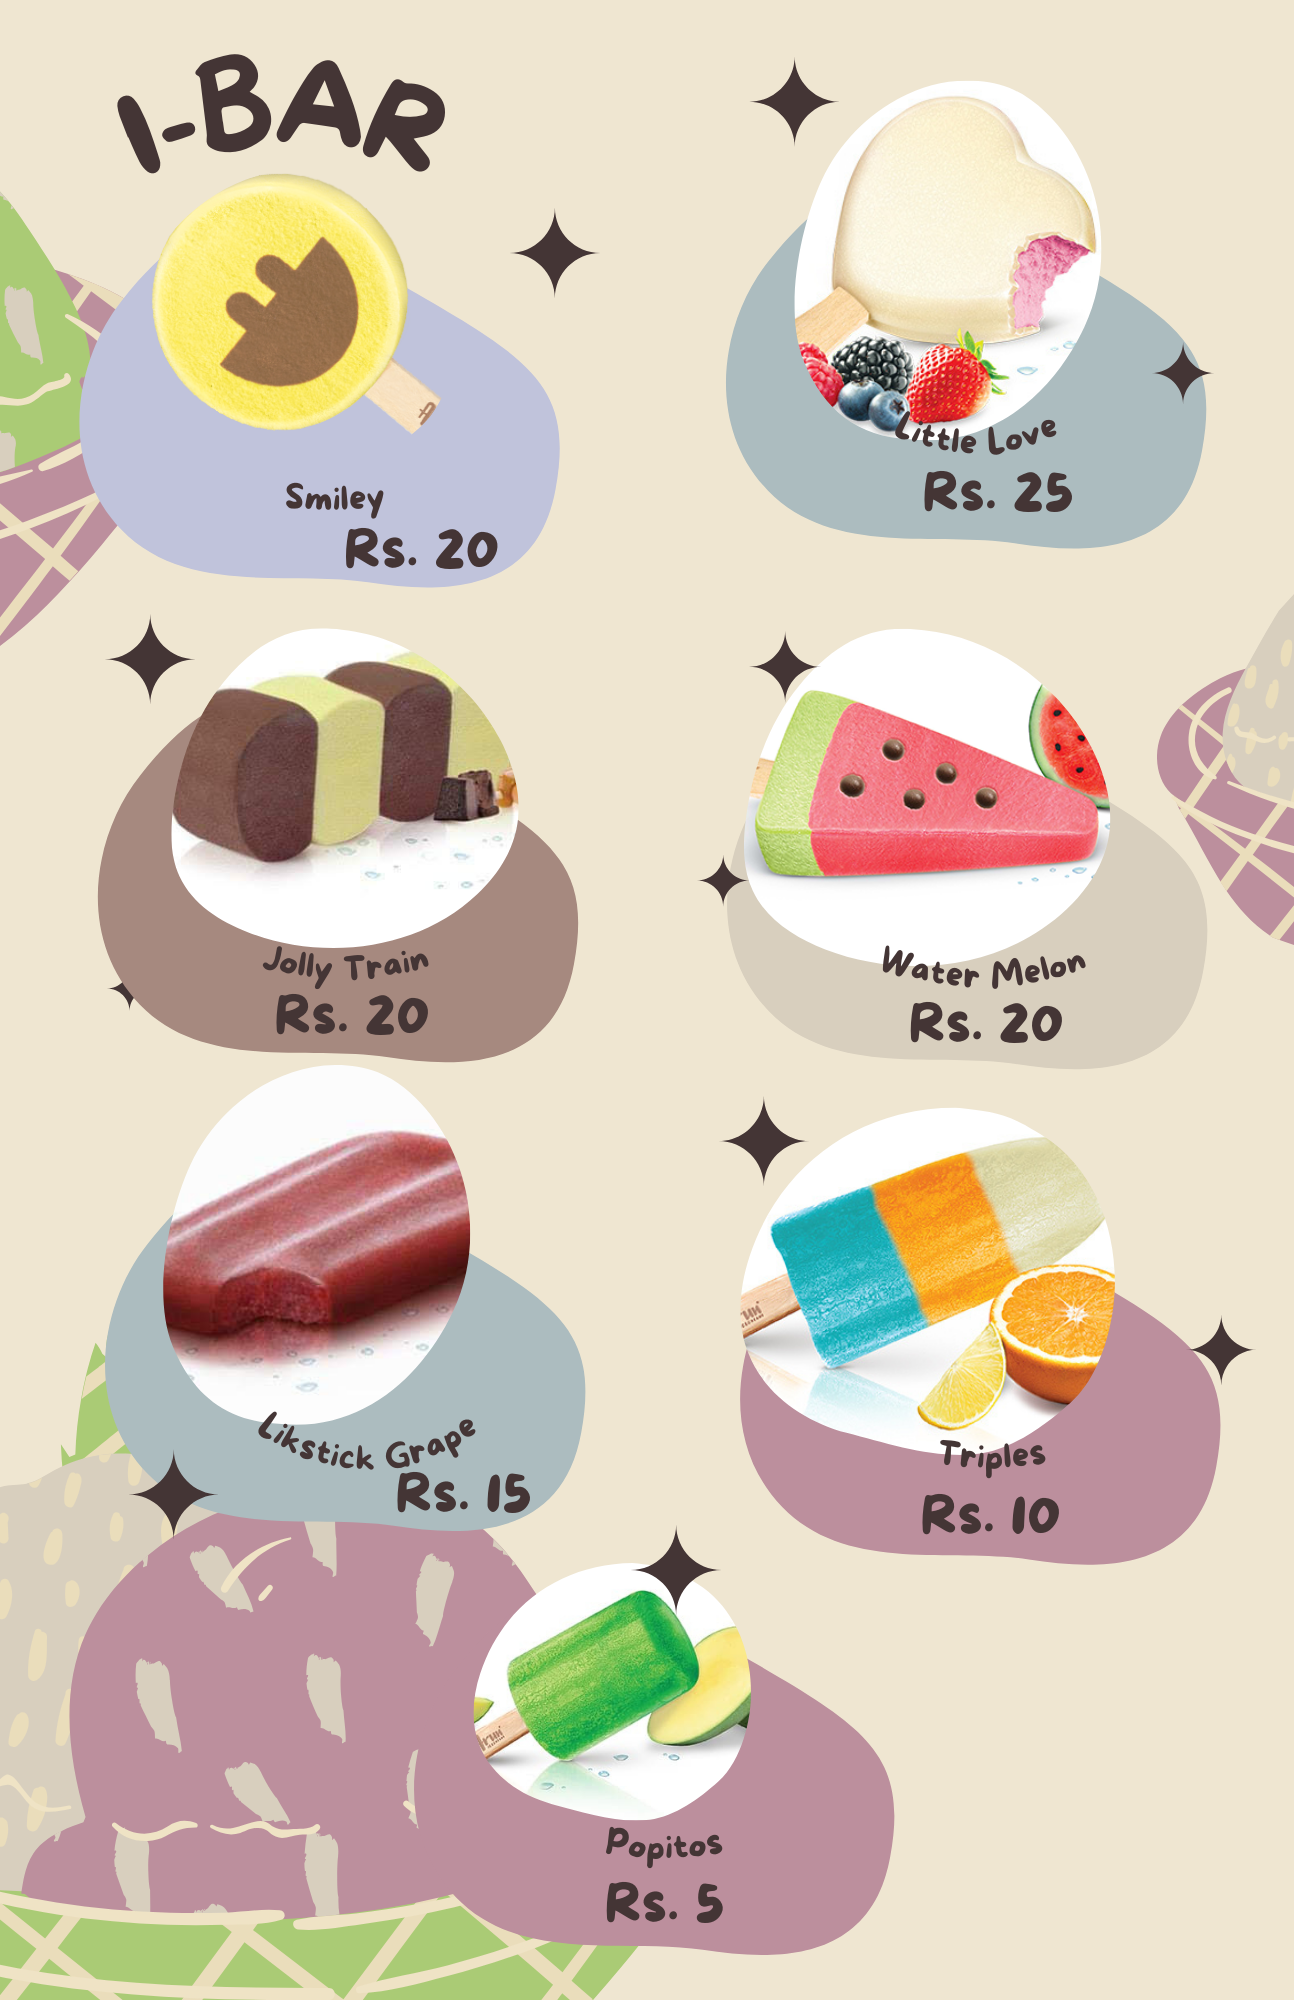 I-BAR
Smiley
Rs. 20
Little Love
Rs. 25
Jolly Train
Rs. 20
Water Melon
Rs. 20
Likstick Grape
Rs. 15
Triples
Rs. 10
Popitos
Rs. 5